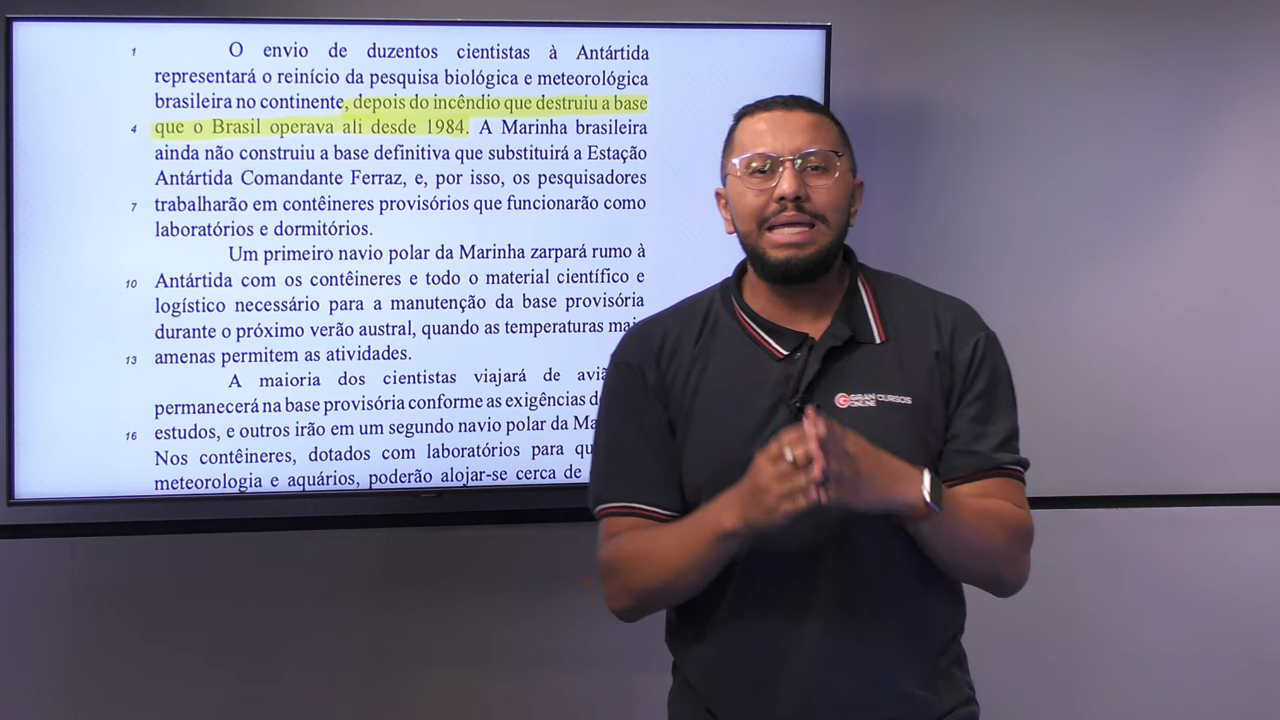 1 O envio de duzentos cientistas à Antártida
representará o reinício da pesquisa biológica e meteorológica
brasileira no continente, depois do incêndio que destruiu a base
4 que o Brasil operava ali desde 1984. A Marinha brasileira
ainda não construiu a base definitiva que substituirá a Estação
Antártida Comandante Ferraz, e, por isso, os pesquisadores
7 trabalharão em contêineres provisórios que funcionarão como
laboratórios e dormitórios.
Um primeiro navio polar da Marinha zarpará rumo à
10 Antártida com os contêineres e todo o material científico e
logístico necessário para a manutenção da base provisória
durante o próximo verão austral, quando as temperaturas
13 amenas permitem as atividades.
A maioria dos cientistas viajará de
permanecerá na base provisória conforme as exigências
16 estudos, e outros irão em um segundo navio polar da
Nos contêineres, dotados com laboratórios para
meteorologia e aquários, poderão alojar-se cerca de
GRAN CURSOS
ONLINE